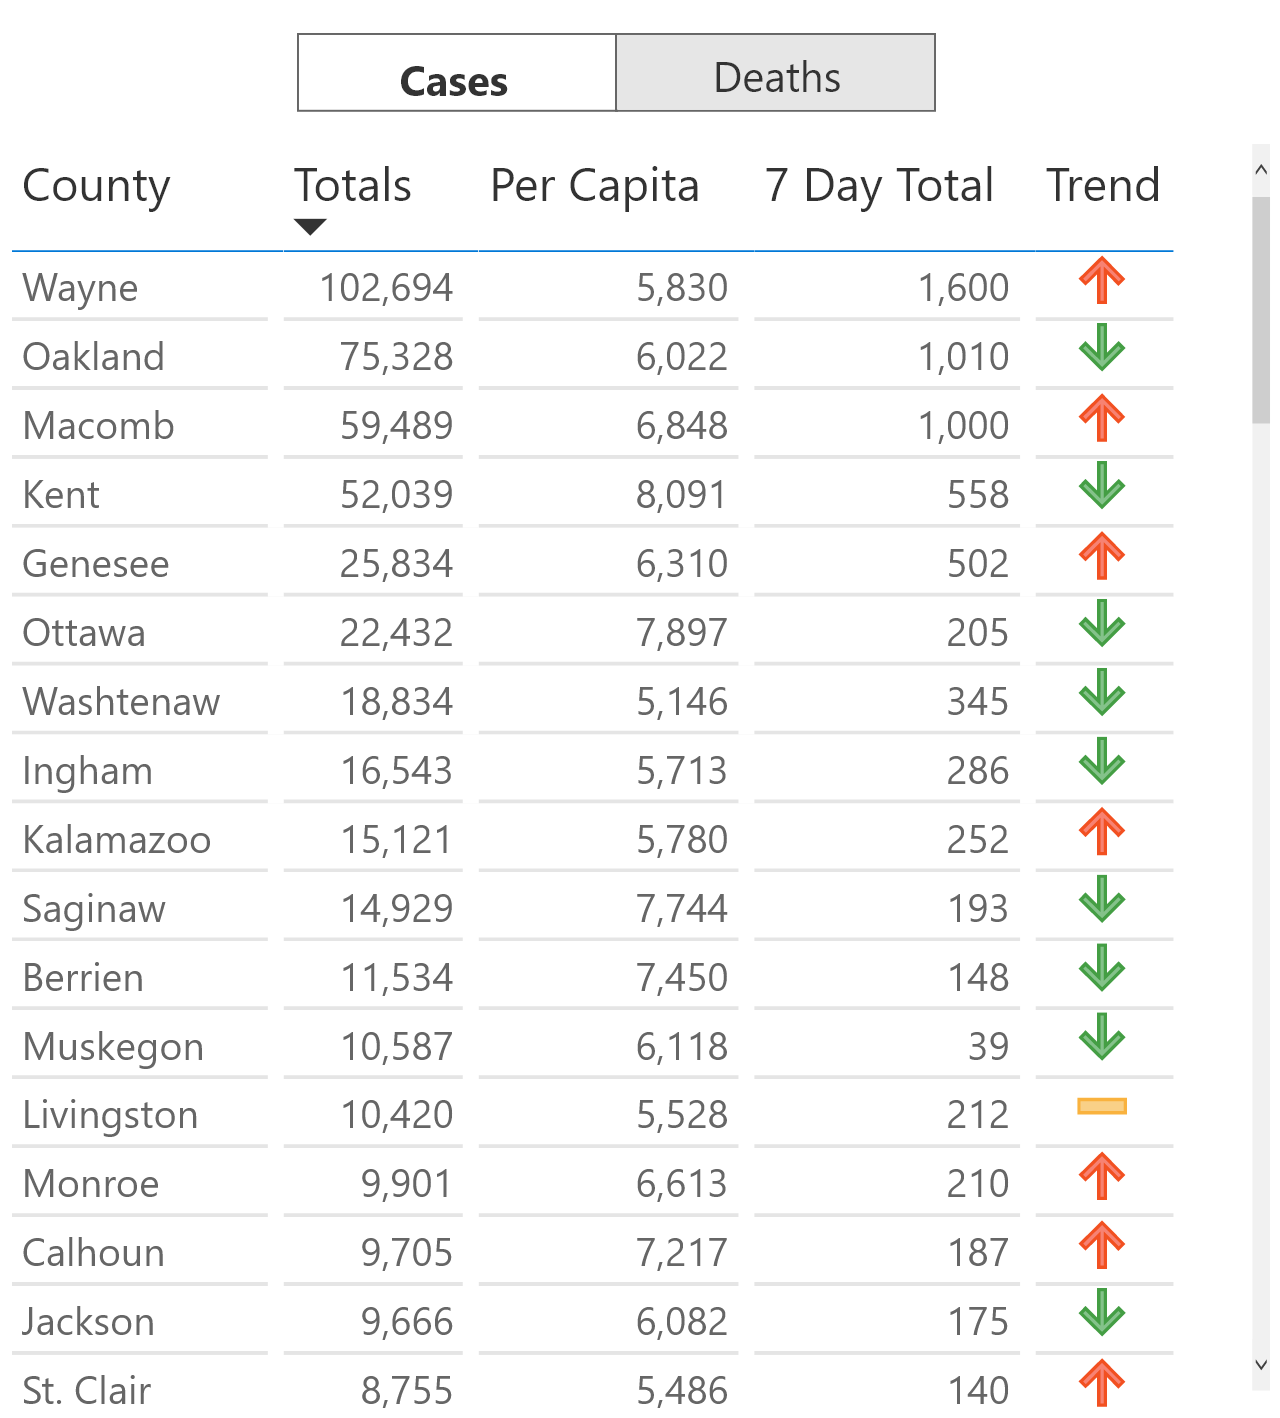 Cases Deaths
County Totals Per Capita 7 Day Total Trend
Wayne 102,694 5,830 1,600
Oakland 75,328 6,022 1,010
Macomb 59,489 6,848 1,000
Kent 52,039 8,091 558
Genesee 25,834 6,310 502
Ottawa 22,432 7,897 205
Washtenaw 18,834 5,146 345
Ingham 16,543 5,713 286
Kalamazoo 15,121 5,780 252
Saginaw 14,929 7,744 193
Berrien 11,534 7,450 148
Muskegon 10,587 6,118 39
Livingston 10,420 5,528 212
Monroe 9,901 6,613 210
Calhoun 9,705 7,217 187
Jackson 9,666 6,082 175
St. Clair 8,755 5,486 140